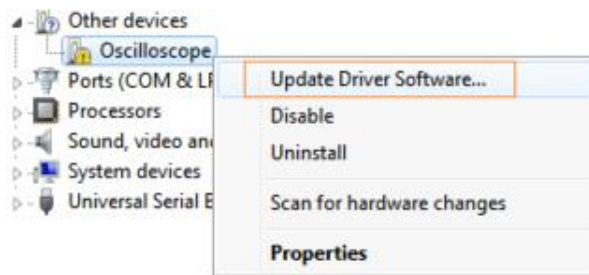 Other devices
Oscilloscope
Ports (COM & LP
Processors
Sound, video an
System devices
Universal Serial B
Update Driver Software...
Disable
Uninstall
Scan for hardware changes
Properties